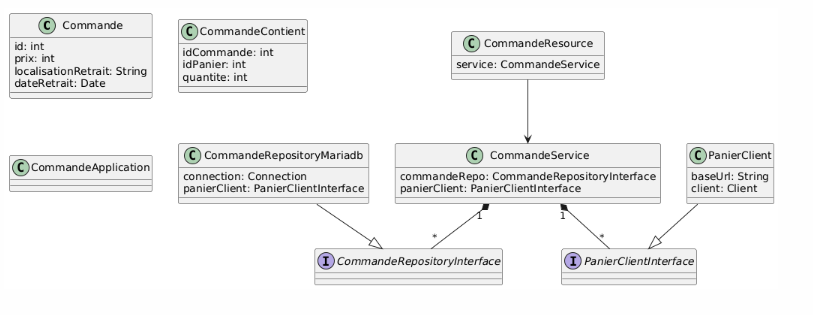 C Commande
id: int
prix: int
localisationRetrait: String
dateRetrait: Date
C CommandeContient
idCommande: int
idPanier: int
quantite: int
C CommandeResource
service: CommandeService
C CommandeApplication
C CommandeRepositoryMariadb
connection: Connection
panierClient: PanierClientInterface
C CommandeService
commandeRepo: CommandeRepositoryInterface
panierClient: PanierClientInterface
C PanierClient
baseUrl: String
client: Client
1
1
*
*
I CommandeRepositoryInterface
I PanierClientInterface